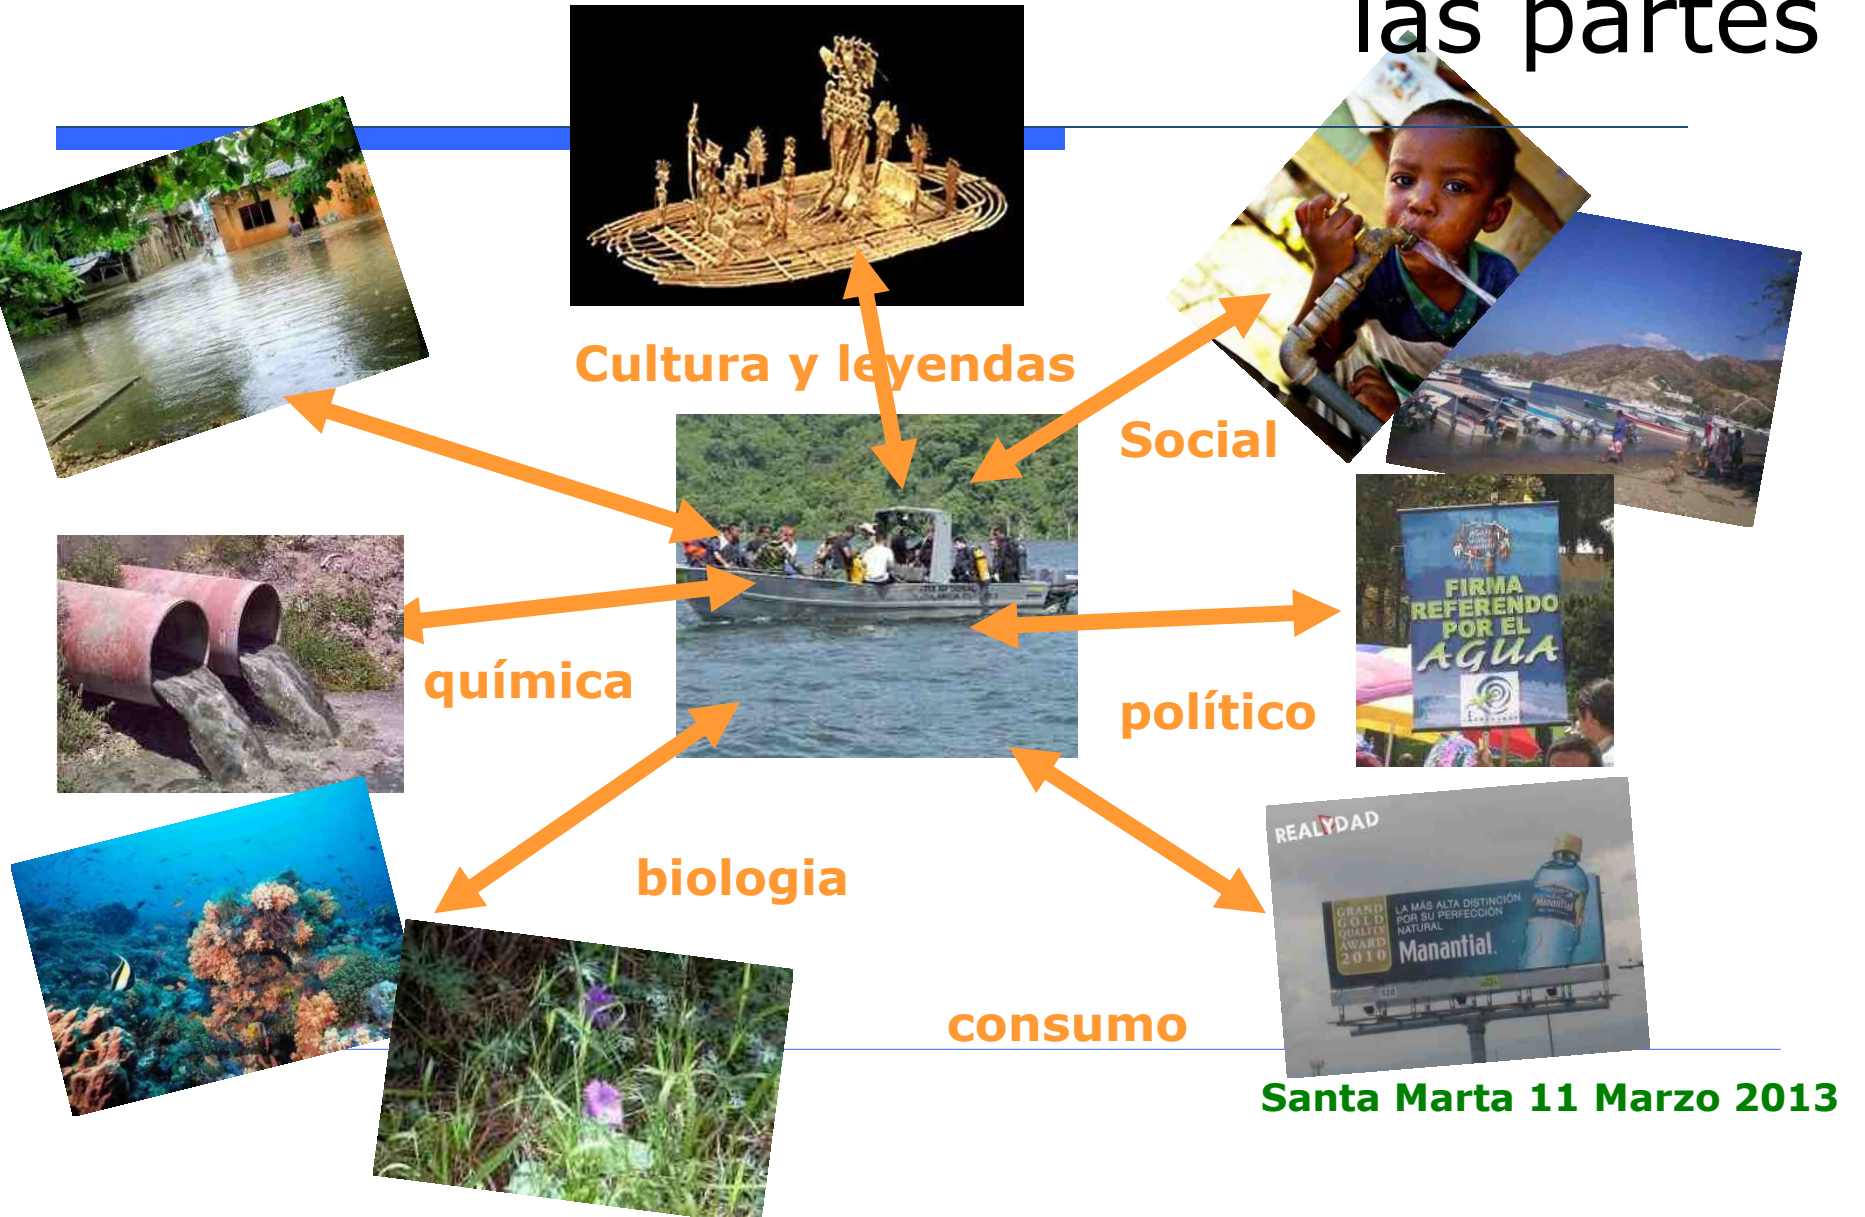 las partes
Cultura y leyendas
Social
FIRMA
REFERENDO
POR EL
AGUA
química
político
biologia
REALYDAD
GRAND
GOLD
QUALITY
AWARD
2010
LA MÁS ALTA DISTINCIÓN
POR SU PERFECCIÓN
NATURAL
Manantial
Manantial
consumo
Santa Marta 11 Marzo 2013